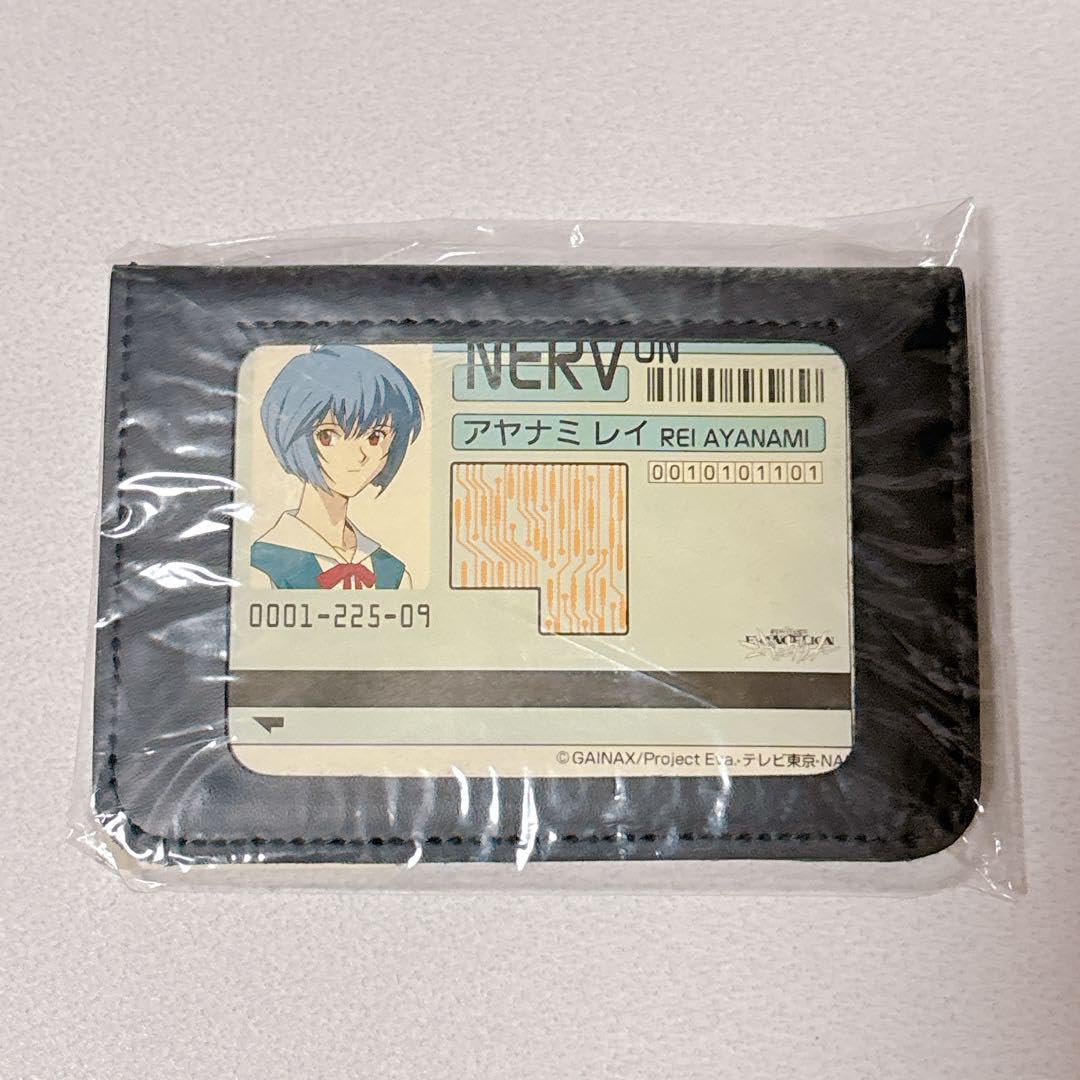 NERV UN
アヤナミ レイ REI AYANAMI
0010101101
0001-225-09
EVANGELION
©GAINAX/Project Eva.・テレビ東京・NA